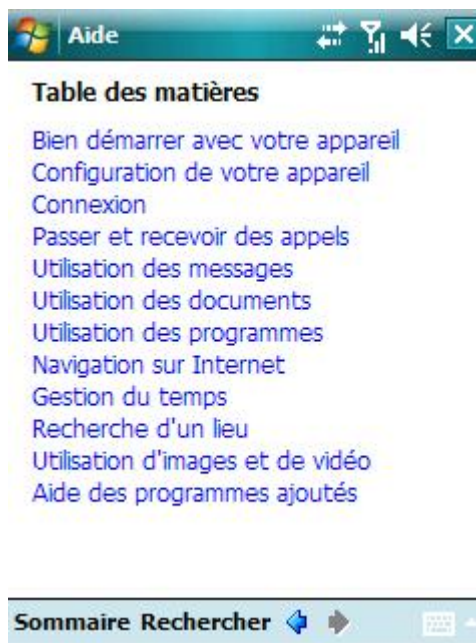 Aide
Table des matières
Bien démarrer avec votre appareil
Configuration de votre appareil
Connexion
Passer et recevoir des appels
Utilisation des messages
Utilisation des documents
Utilisation des programmes
Navigation sur Internet
Gestion du temps
Recherche d'un lieu
Utilisation d'images et de vidéo
Aide des programmes ajoutés
Sommaire Rechercher